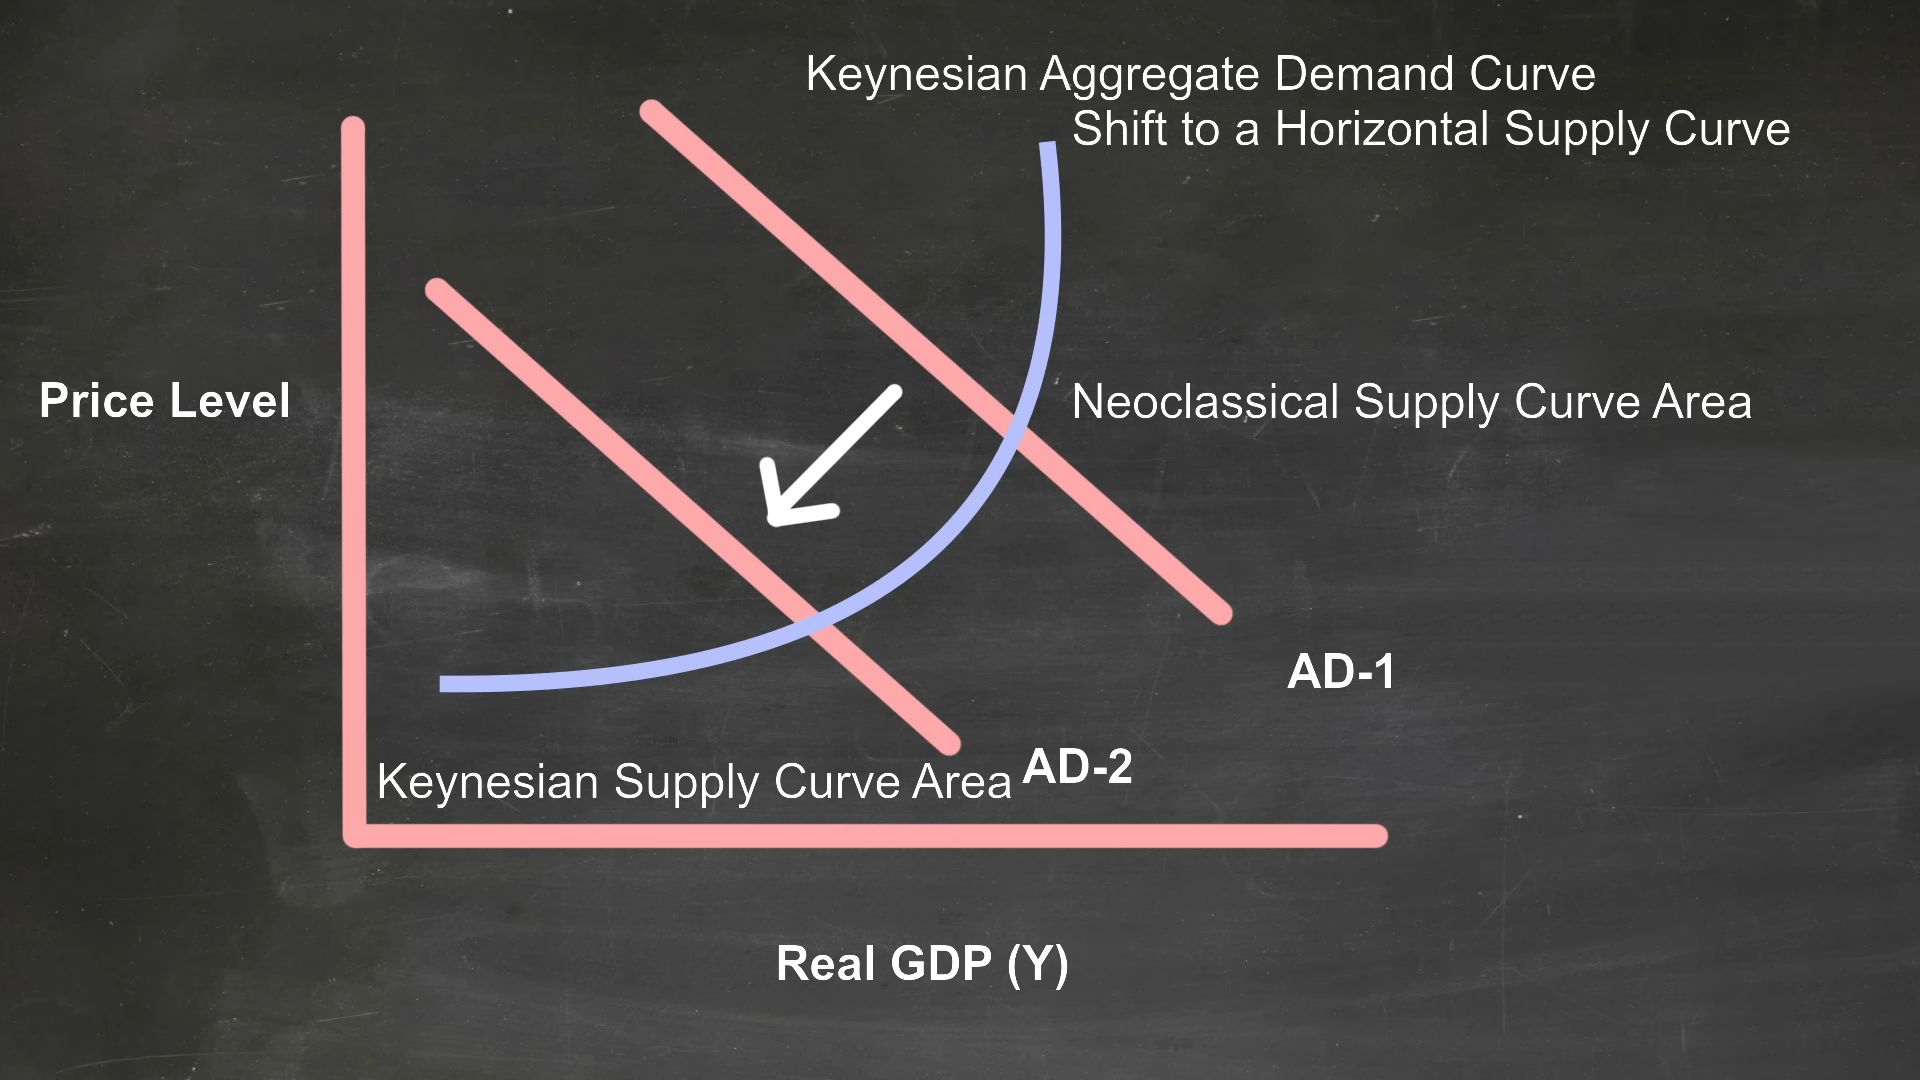 Keynesian Aggregate Demand Curve
Shift to a Horizontal Supply Curve
Price Level
Neoclassical Supply Curve Area
AD-1
AD-2
Keynesian Supply Curve Area
Real GDP (Y)